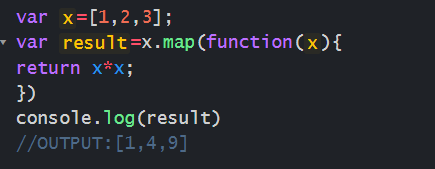 var x=[1,2,3];
var result=x.map(function(x){
return x*x;
})
console.log(result)
//OUTPUT:[1,4,9]